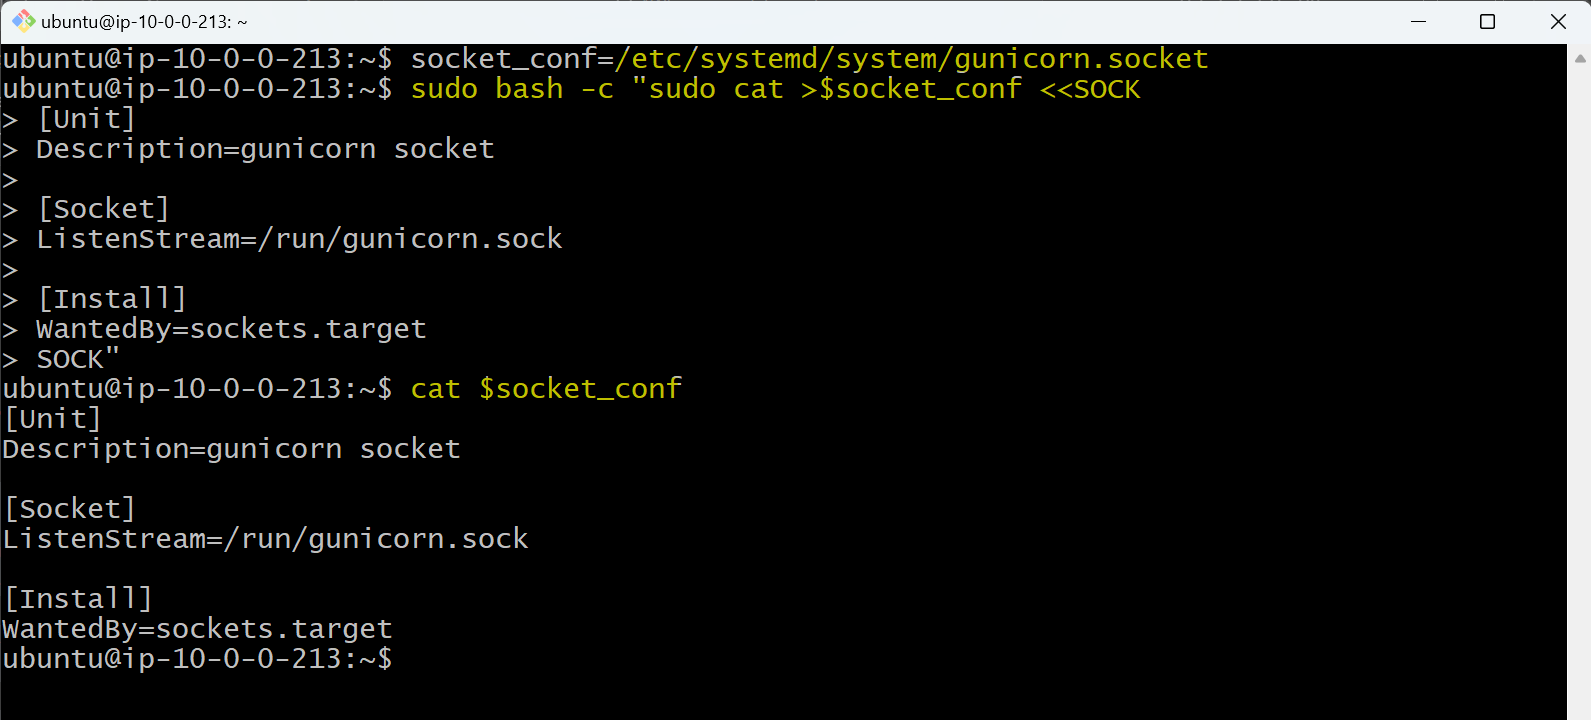 ubuntu@ip-10-0-0-213: ~
ubuntu@ip-10-0-0-213:~$ socket_conf=/etc/systemd/system/gunicorn.socket
ubuntu@ip-10-0-0-213:~$ sudo bash -c "sudo cat >$socket_conf <<SOCK
> [Unit]
> Description=gunicorn socket
>
> [Socket]
> ListenStream=/run/gunicorn.sock
>
> [Install]
> WantedBy=sockets.target
> SOCK"
ubuntu@ip-10-0-0-213:~$ cat $socket_conf
[Unit]
Description=gunicorn socket

[Socket]
ListenStream=/run/gunicorn.sock

[Install]
WantedBy=sockets.target
ubuntu@ip-10-0-0-213:~$